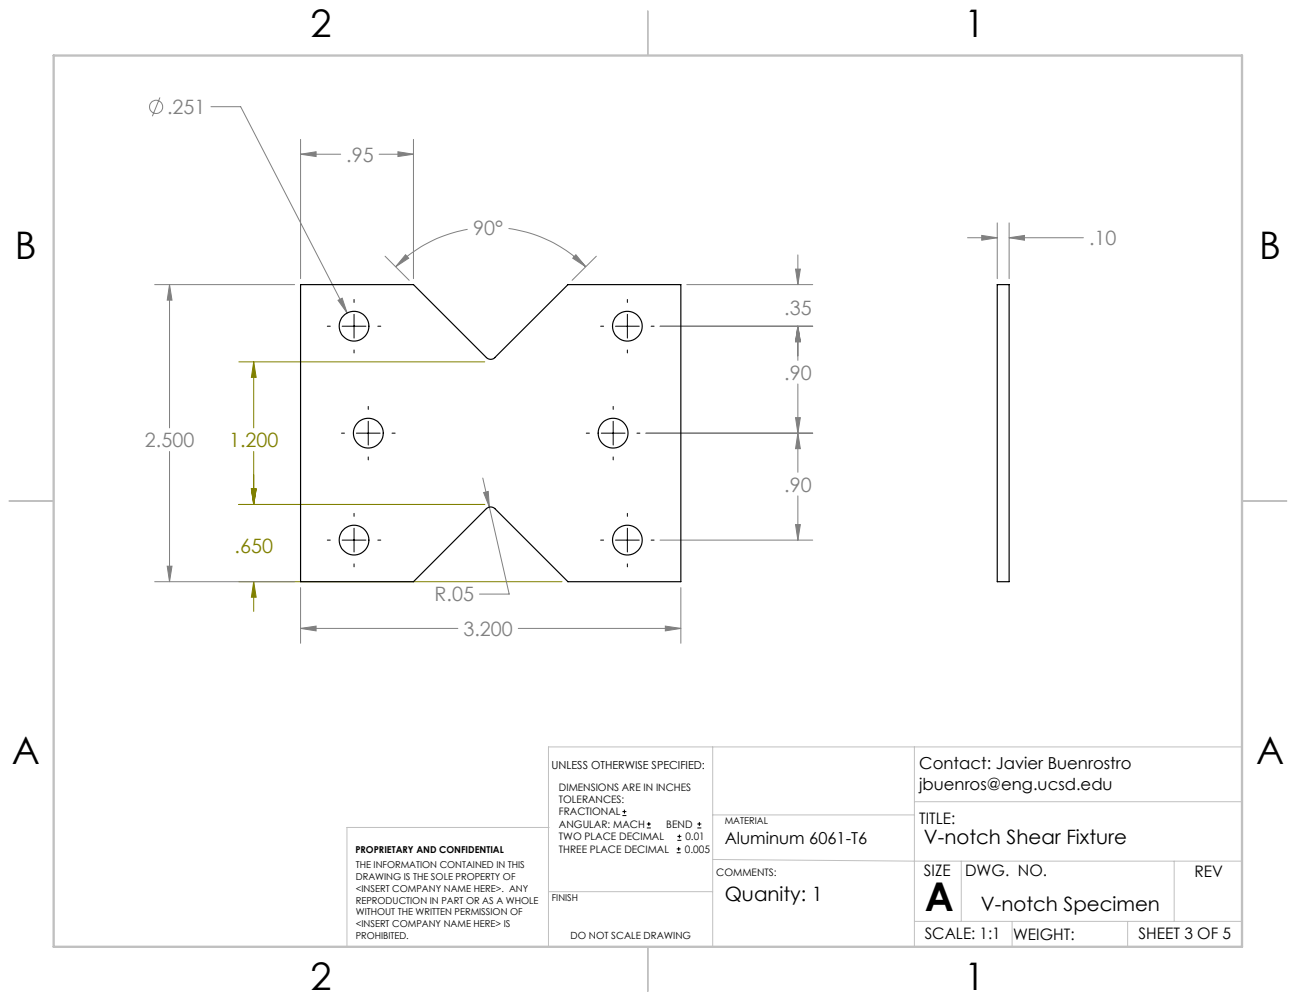 2 1
Ø .251
.95
90°
B B
.10
.35
.90
2.500 1.200
.90
.650
R.05
3.200
A A
UNLESS OTHERWISE SPECIFIED:
DIMENSIONS ARE IN INCHES
TOLERANCES:
FRACTIONAL ±
ANGULAR: MACH ± BEND ±
TWO PLACE DECIMAL ± 0.01
THREE PLACE DECIMAL ± 0.005
FINISH
DO NOT SCALE DRAWING
PROPRIETARY AND CONFIDENTIAL
THE INFORMATION CONTAINED IN THIS
DRAWING IS THE SOLE PROPERTY OF
<INSERT COMPANY NAME HERE>. ANY
REPRODUCTION IN PART OR AS A WHOLE
WITHOUT THE WRITTEN PERMISSION OF
<INSERT COMPANY NAME HERE> IS
PROHIBITED.
MATERIAL
Aluminum 6061-T6
COMMENTS:
Quanity: 1
Contact: Javier Buenrostro
jbuenros@eng.ucsd.edu
TITLE:
V-notch Shear Fixture
SIZE DWG. NO. REV
A V-notch Specimen
SCALE: 1:1 WEIGHT: SHEET 3 OF 5
2 1